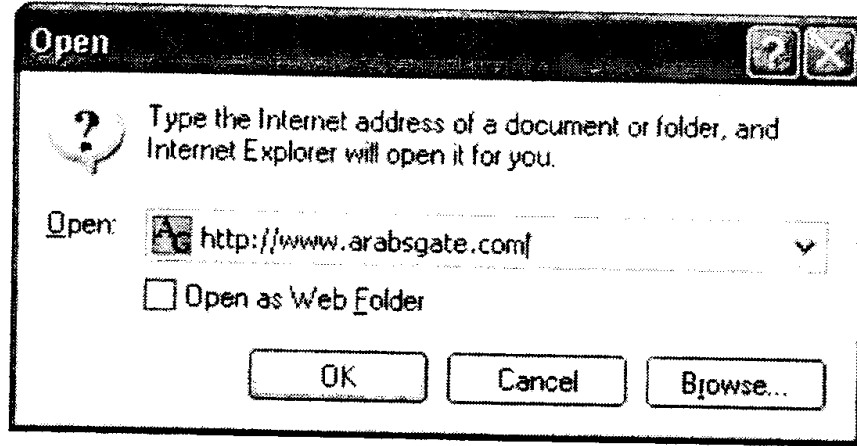 Open
?
Type the Internet address of a document or folder, and
Internet Explorer will open it for you.
Open: AG http://www.arabsgate.com/
Open as Web Folder
OK Cancel Browse...